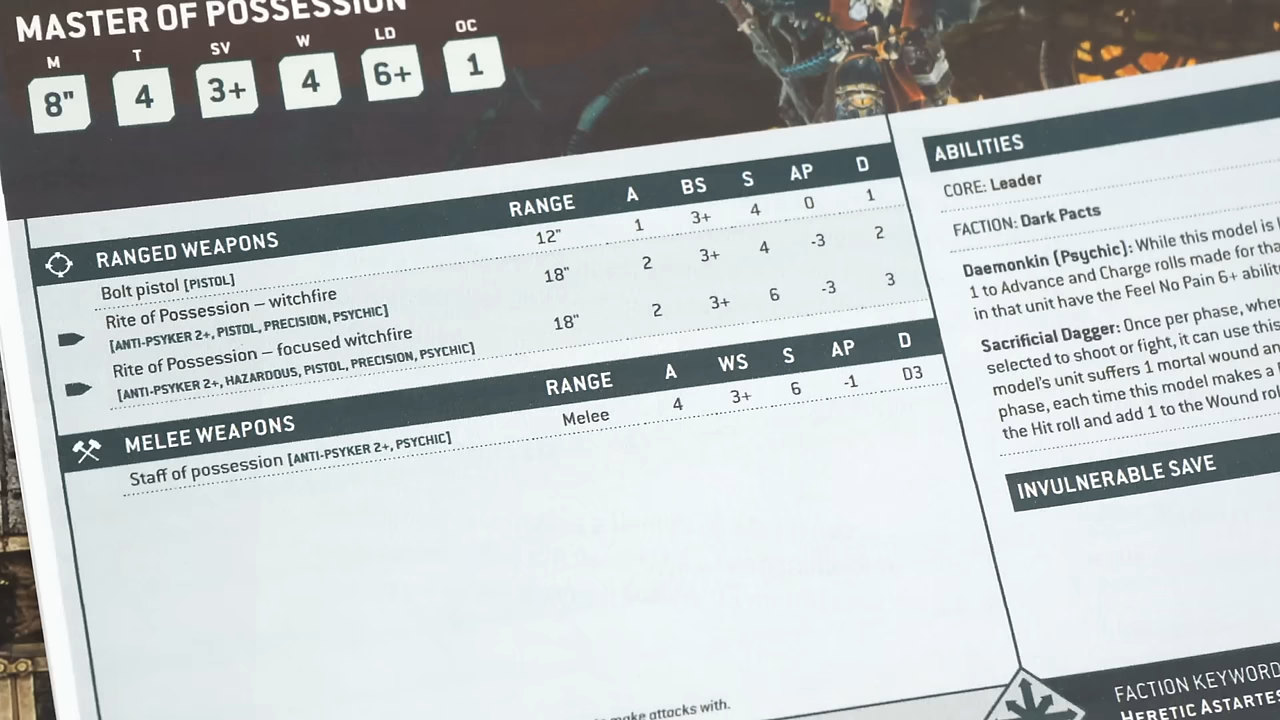 MASTER OF POSSESSION
M T SV W LD OC
8" 4 3+ 4 6+ 1
RANGED WEAPONS RANGE A BS S AP D
Bolt pistol [PISTOL] 12" 1 3+ 4 0 1
Rite of Possession – witchfire 18" 2 3+ 4 -3 2
[ANTI-PSYKER 2+, PISTOL, PRECISION, PSYCHIC]
Rite of Possession – focused witchfire 18" 2 3+ 6 -3 3
[ANTI-PSYKER 2+, HAZARDOUS, PISTOL, PRECISION, PSYCHIC]
MELEE WEAPONS RANGE A WS S AP D
Staff of possession [ANTI-PSYKER 2+, PSYCHIC] Melee 4 3+ 6 -1 D3
make attacks with.
ABILITIES
CORE: Leader
FACTION: Dark Pacts
Daemonkin (Psychic): While this model is
1 to Advance and Charge rolls made for
in that unit have the Feel No Pain 6+
Sacrificial Dagger: Once per phase,
selected to shoot or fight, it can use this
model's unit suffers 1 mortal wound
phase, each time this model makes a
the Hit roll and add 1 to the Wound
INVULNERABLE SAVE
FACTION
HERETIC